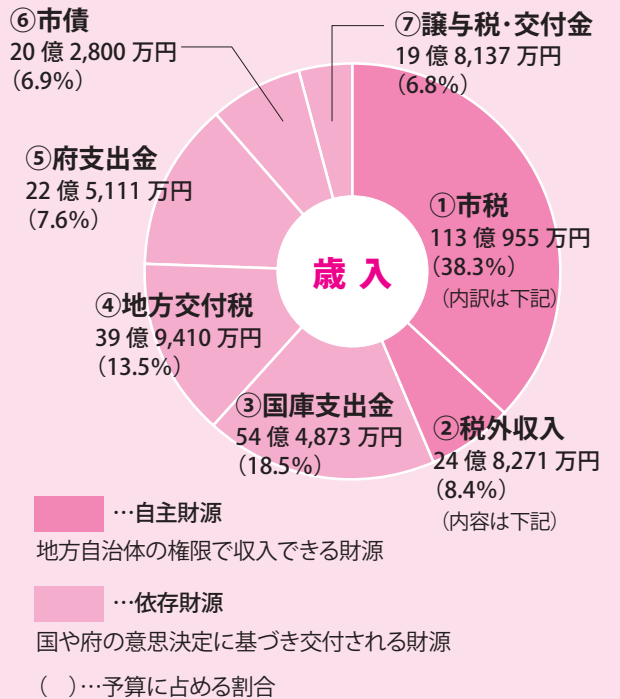 ⑥市債
20 億 2,800 万円
(6.9%)
⑦譲与税・交付金
19 億 8,137 万円
(6.8%)
⑤府支出金
22 億 5,111 万円
(7.6%)
①市税
113 億 955 万円
(38.3%)
(内訳は下記)
歳入
④地方交付税
39 億 9,410 万円
(13.5%)
③国庫支出金
54 億 4,873 万円
(18.5%)
②税外収入
24 億 8,271 万円
(8.4%)
(内容は下記)
…自主財源
地方自治体の権限で収入できる財源
…依存財源
国や府の意思決定に基づき交付される財源
(　)…予算に占める割合